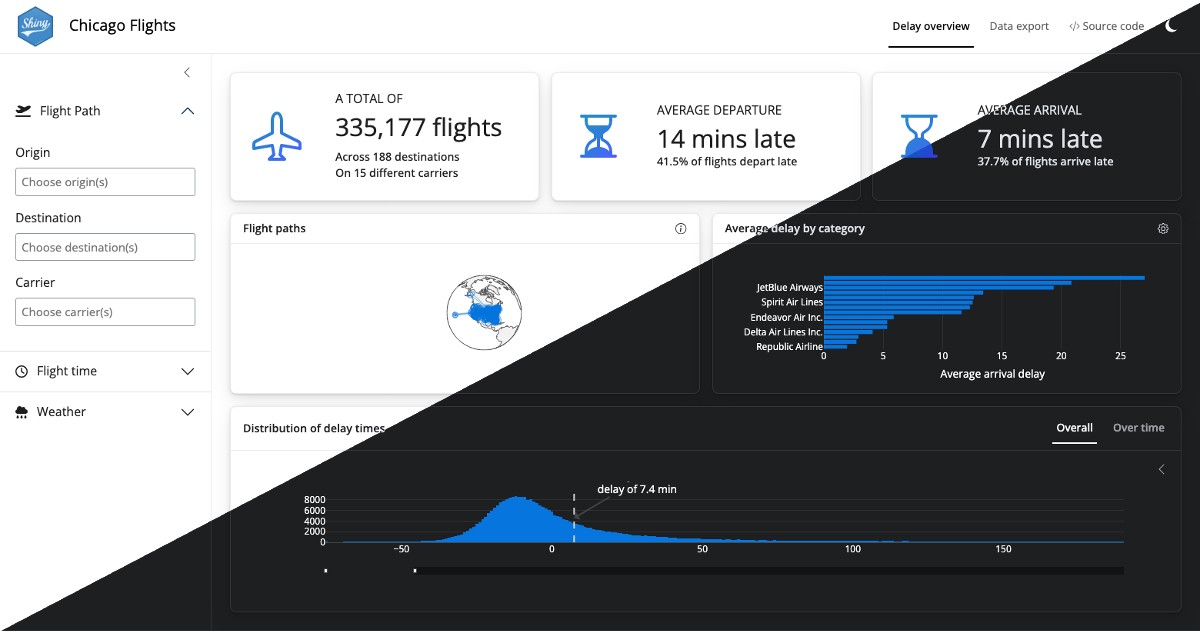 Shiny
Chicago Flights
Delay overview
Data export
</> Source code
Flight Path
Origin
Choose origin(s)
Destination
Choose destination(s)
Carrier
Choose carrier(s)
Flight time
Weather
A TOTAL OF
335,177 flights
Across 188 destinations
On 15 different carriers
AVERAGE DEPARTURE
14 mins late
41.5% of flights depart late
AVERAGE ARRIVAL
7 mins late
37.7% of flights arrive late
Flight paths
Average delay by category
JetBlue Airways
Spirit Air Lines
Endeavor Air Inc.
Delta Air Lines Inc.
Republic Airline
0 5 10 15 20 25
Average arrival delay
Distribution of delay times
Overall
Over time
delay of 7.4 min
8000
6000
4000
2000
0
−50 0 50 100 150